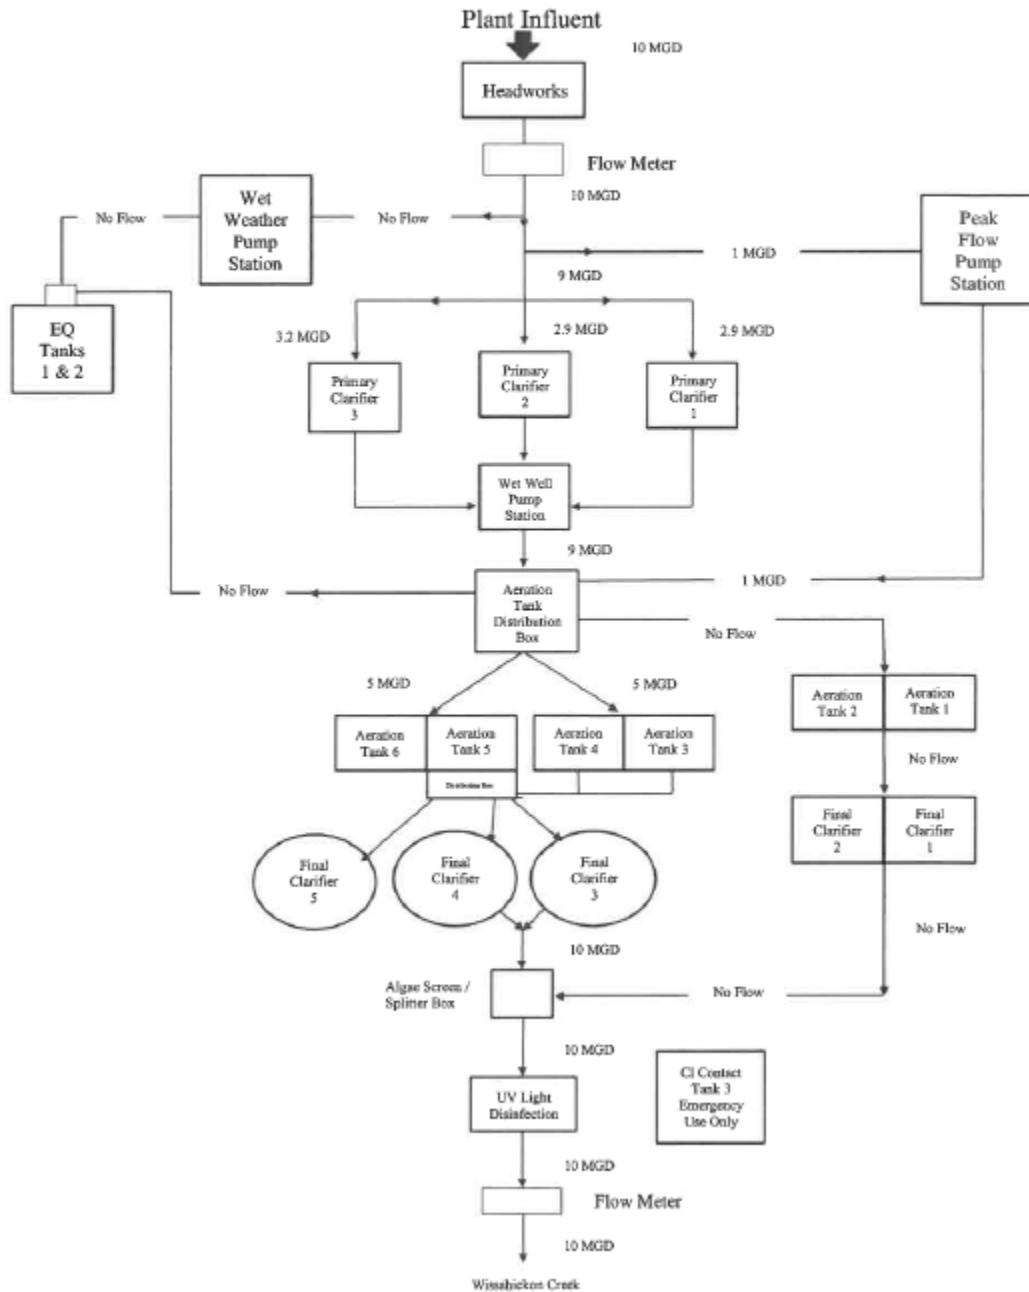 Plant Influent
10 MGD
Headworks
Flow Meter
10 MGD
Wet
Weather
Pump
Station
No Flow
No Flow
Peak
Flow
Pump
Station
1 MGD
9 MGD
EQ
Tanks
1 & 2
3.2 MGD
2.9 MGD
2.9 MGD
Primary
Clarifier
3
Primary
Clarifier
2
Primary
Clarifier
1
Wet Well
Pump
Station
9 MGD
1 MGD
No Flow
Aeration
Tank
Distribution
Box
No Flow
5 MGD
5 MGD
Aeration
Tank 2
Aeration
Tank 1
Aeration
Tank 6
Aeration
Tank 5
Aeration
Tank 4
Aeration
Tank 3
No Flow
Distribution Box
Final
Clarifier
2
Final
Clarifier
1
Final
Clarifier
5
Final
Clarifier
4
Final
Clarifier
3
No Flow
10 MGD
Algae Screen /
Splitter Box
No Flow
10 MGD
UV Light
Disinfection
Cl Contact
Tank 3
Emergency
Use Only
10 MGD
Flow Meter
10 MGD
Wissahickon Creek